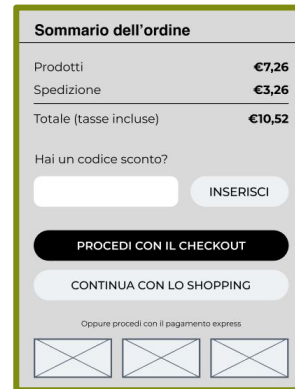 Sommario dell'ordine
Prodotti €7,26
Spedizione €3,26
Totale (tasse incluse) €10,52
Hai un codice sconto?
INSERISCI
PROCEDI CON IL CHECKOUT
CONTINUA CON LO SHOPPING
Oppure procedi con il pagamento express